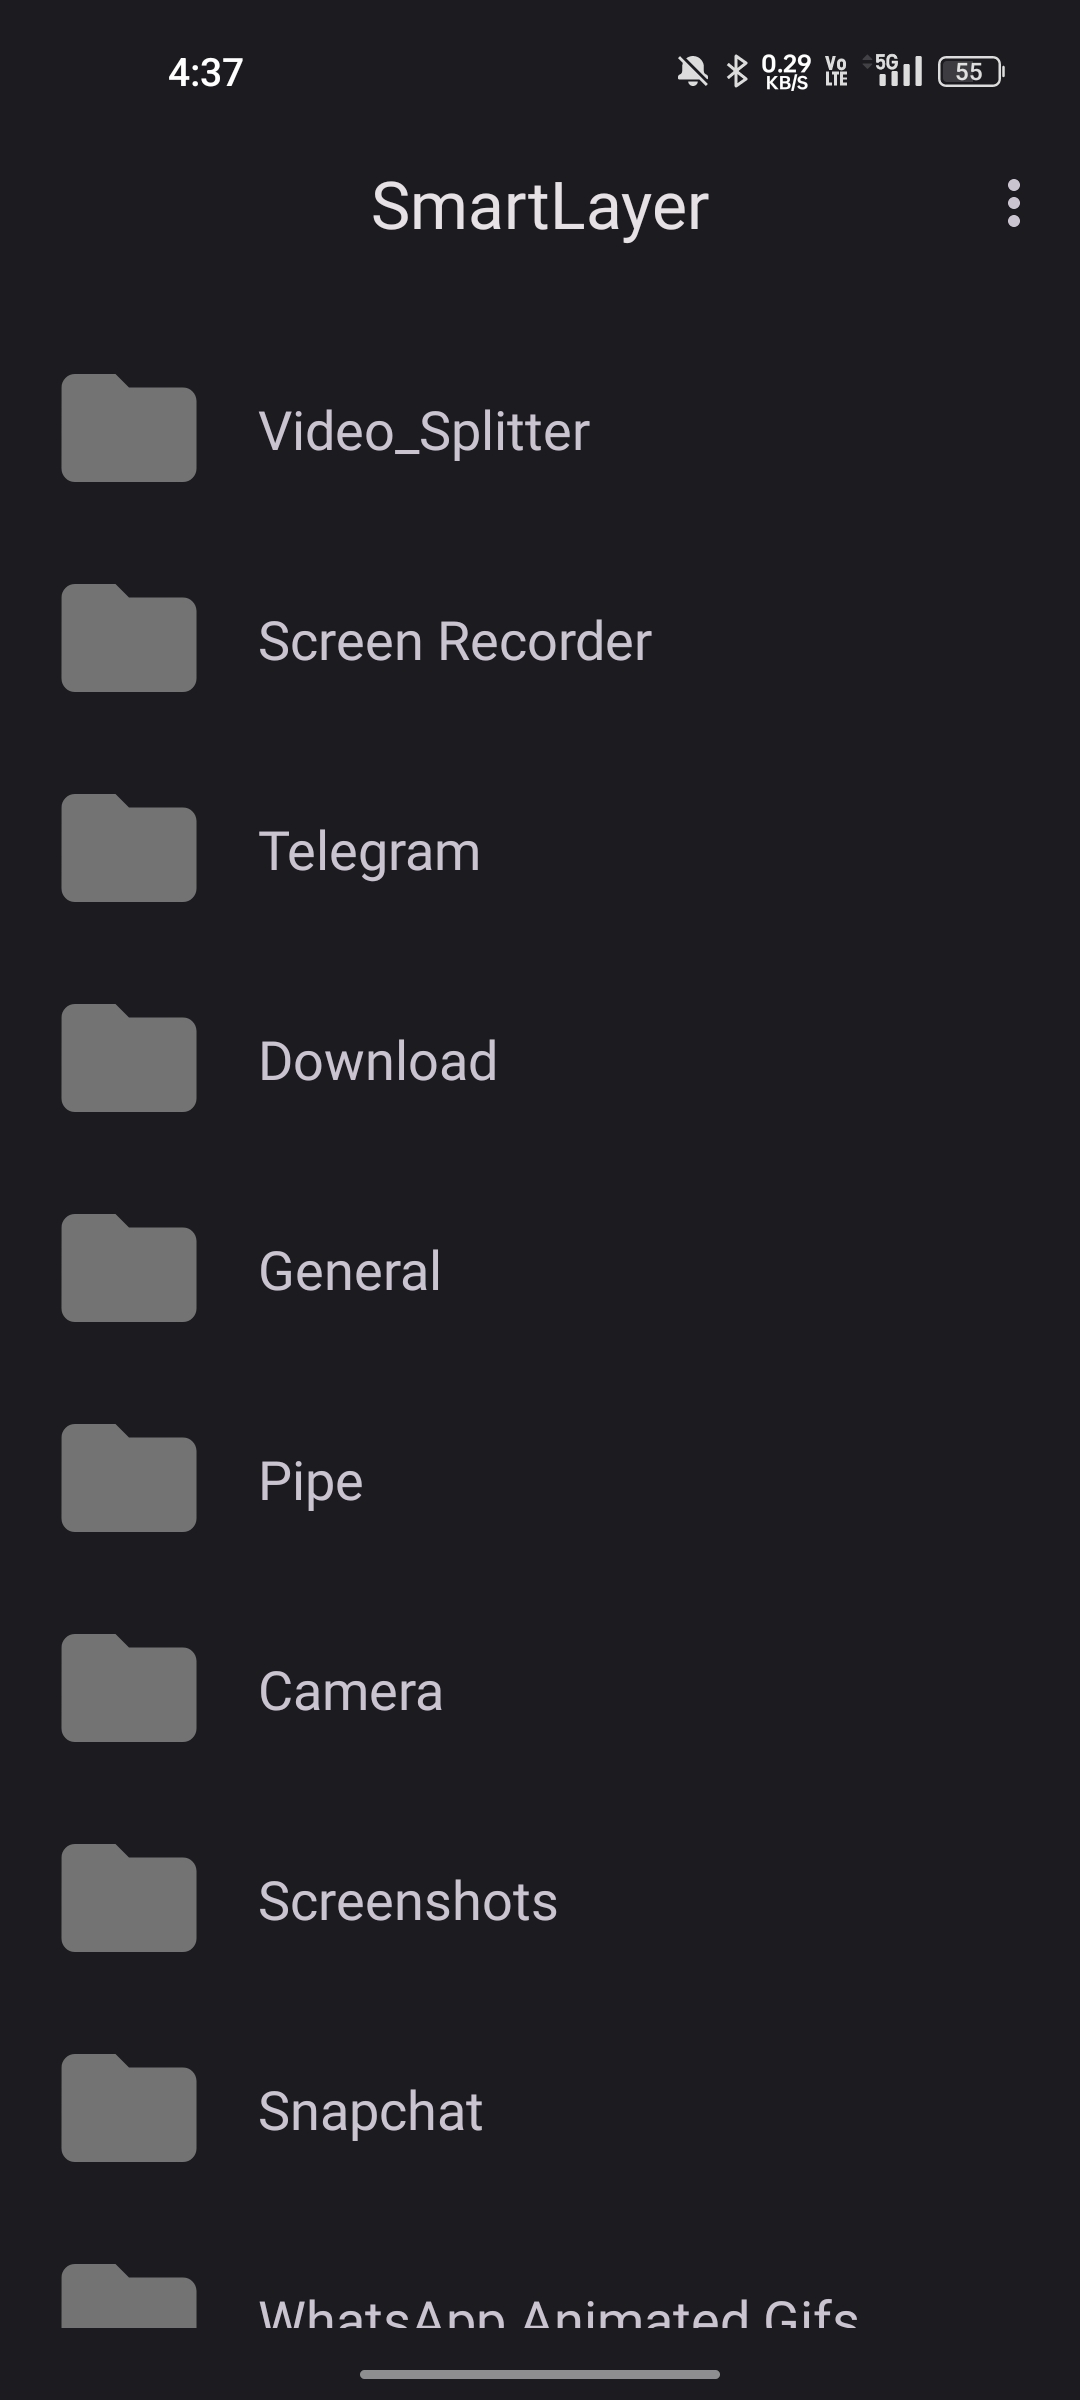 4:37
0.29
KB/S
Vo
LTE
5G
55
SmartLayer
Video_Splitter
Screen Recorder
Telegram
Download
General
Pipe
Camera
Screenshots
Snapchat
WhatsApp Animated Gifs